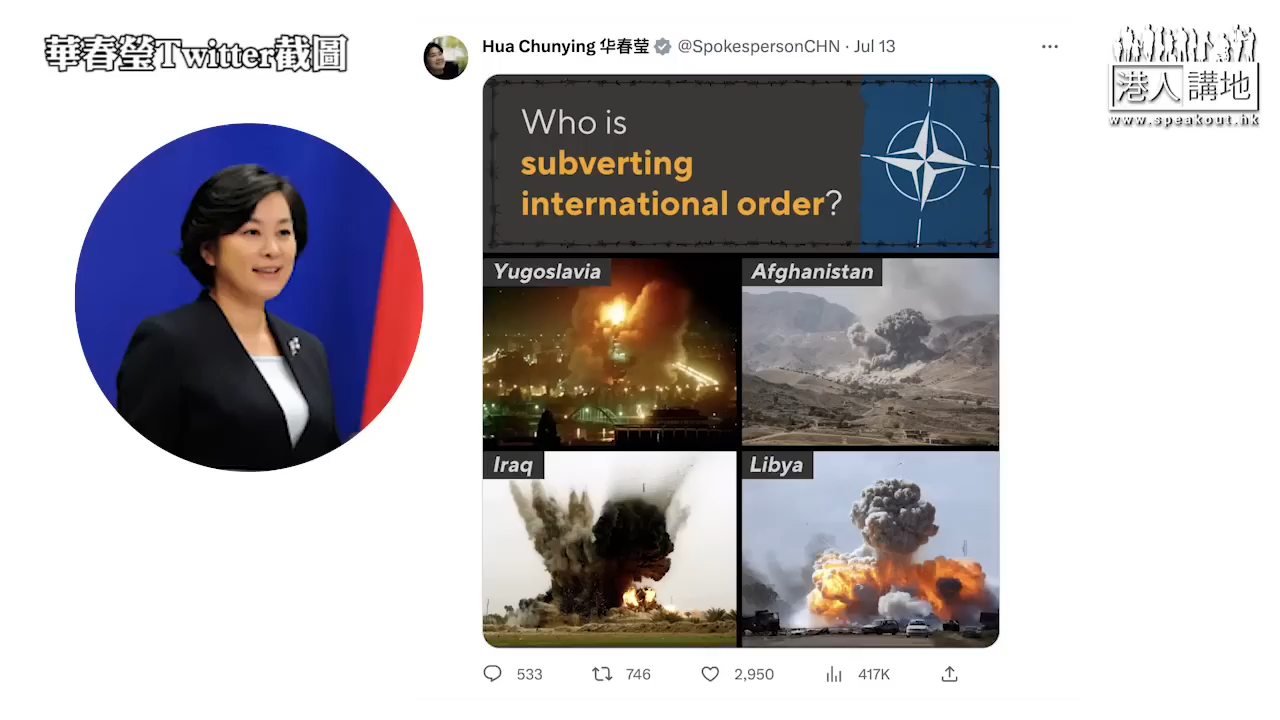 華春瑩Twitter截圖
Hua Chunying 华春莹 @SpokespersonCHN · Jul 13
港人講地
www.speakout.hk
Who is
subverting
international order?
Yugoslavia
Afghanistan
Iraq
Libya
533 746 2,950 417K